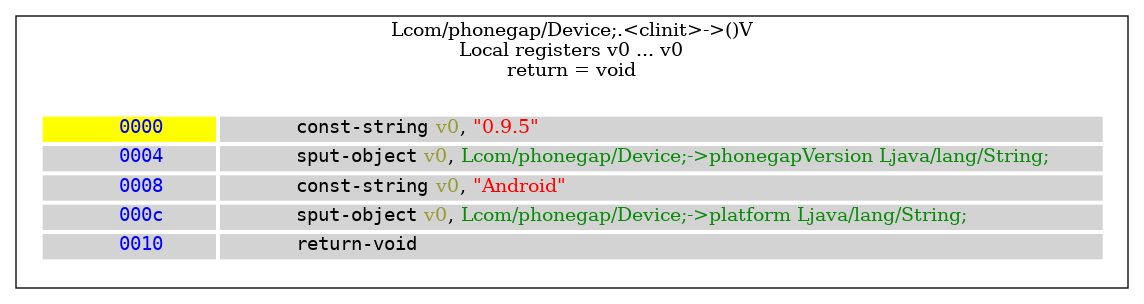 Lcom/phonegap/Device;.<clinit>->()V
Local registers v0 ... v0
return = void
0000 const-string v0, "0.9.5"
0004 sput-object v0, Lcom/phonegap/Device;->phonegapVersion Ljava/lang/String;
0008 const-string v0, "Android"
000c sput-object v0, Lcom/phonegap/Device;->platform Ljava/lang/String;
0010 return-void